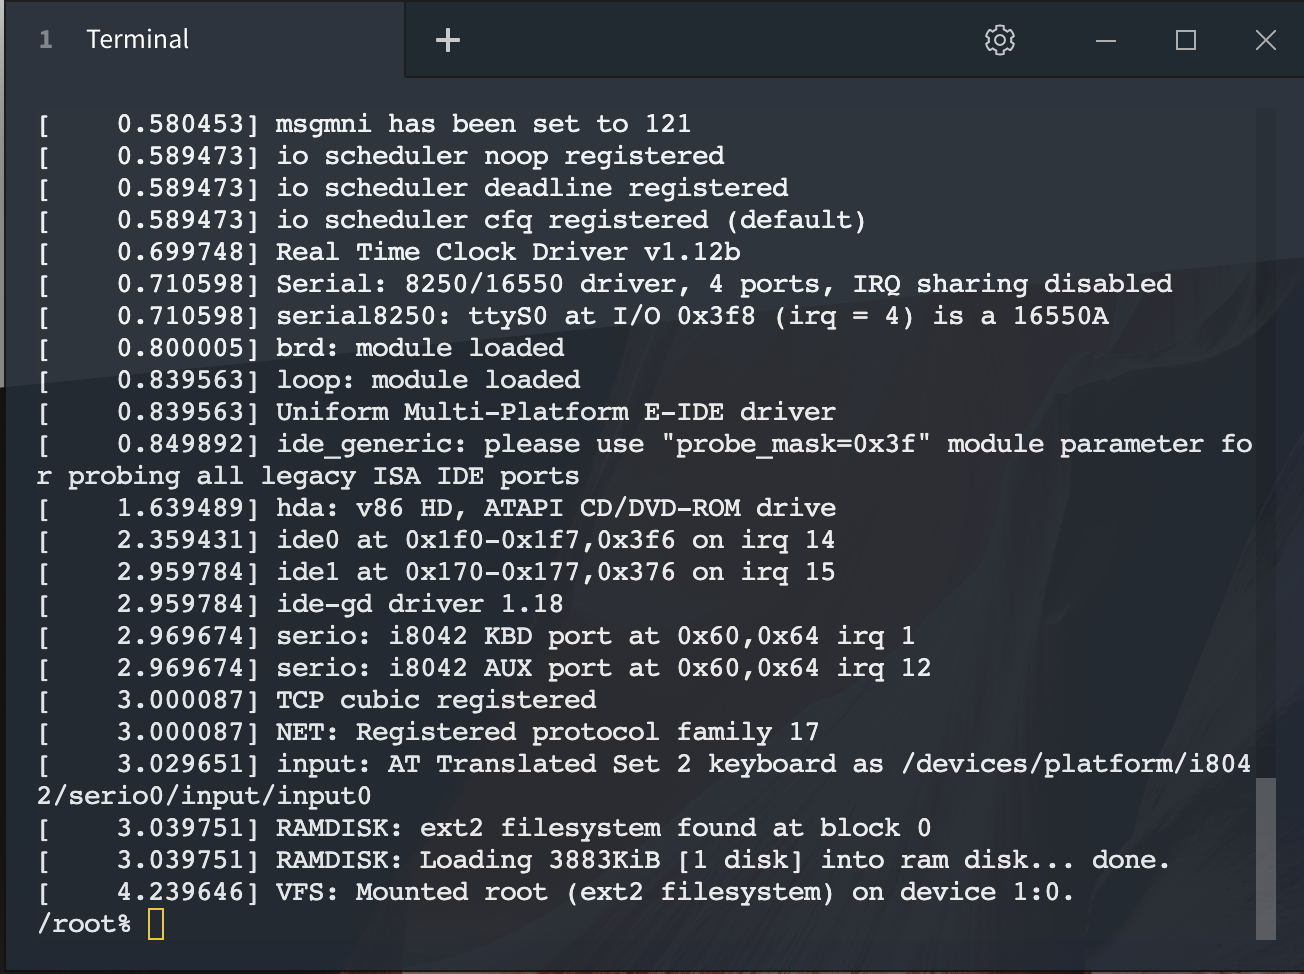 1 Terminal +
[    0.580453] msgmni has been set to 121
[    0.589473] io scheduler noop registered
[    0.589473] io scheduler deadline registered
[    0.589473] io scheduler cfq registered (default)
[    0.699748] Real Time Clock Driver v1.12b
[    0.710598] Serial: 8250/16550 driver, 4 ports, IRQ sharing disabled
[    0.710598] serial8250: ttyS0 at I/O 0x3f8 (irq = 4) is a 16550A
[    0.800005] brd: module loaded
[    0.839563] loop: module loaded
[    0.839563] Uniform Multi-Platform E-IDE driver
[    0.849892] ide_generic: please use "probe_mask=0x3f" module parameter fo
r probing all legacy ISA IDE ports
[    1.639489] hda: v86 HD, ATAPI CD/DVD-ROM drive
[    2.359431] ide0 at 0x1f0-0x1f7,0x3f6 on irq 14
[    2.959784] ide1 at 0x170-0x177,0x376 on irq 15
[    2.959784] ide-gd driver 1.18
[    2.969674] serio: i8042 KBD port at 0x60,0x64 irq 1
[    2.969674] serio: i8042 AUX port at 0x60,0x64 irq 12
[    3.000087] TCP cubic registered
[    3.000087] NET: Registered protocol family 17
[    3.029651] input: AT Translated Set 2 keyboard as /devices/platform/i804
2/serio0/input/input0
[    3.039751] RAMDISK: ext2 filesystem found at block 0
[    3.039751] RAMDISK: Loading 3883KiB [1 disk] into ram disk... done.
[    4.239646] VFS: Mounted root (ext2 filesystem) on device 1:0.
/root%